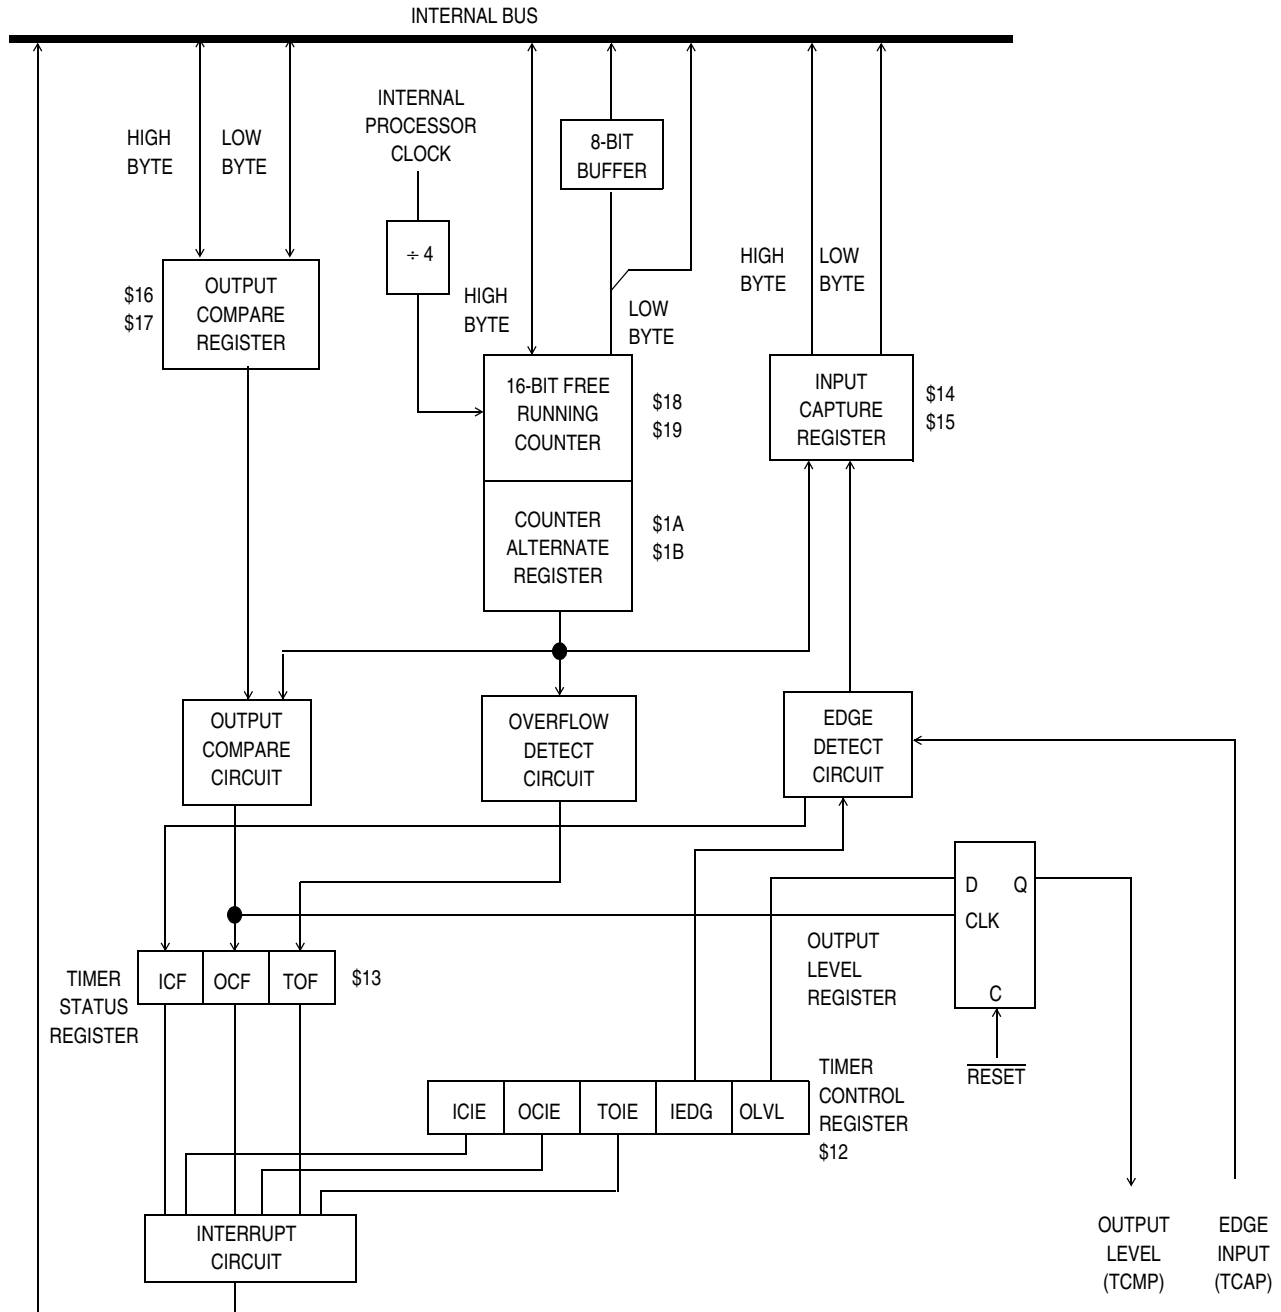 INTERNAL BUS
INTERNAL
PROCESSOR
CLOCK
HIGH
BYTE
LOW
BYTE
8-BIT
BUFFER
÷ 4
HIGH
BYTE
LOW
BYTE
HIGH
BYTE
LOW
BYTE
$16
$17
OUTPUT
COMPARE
REGISTER
16-BIT FREE
RUNNING
COUNTER
$18
$19
INPUT
CAPTURE
REGISTER
$14
$15
COUNTER
ALTERNATE
REGISTER
$1A
$1B
OUTPUT
COMPARE
CIRCUIT
OVERFLOW
DETECT
CIRCUIT
EDGE
DETECT
CIRCUIT
D Q
CLK
C
RESET
OUTPUT
LEVEL
REGISTER
TIMER
STATUS
REGISTER
ICF OCF TOF
$13
ICIE OCIE TOIE IEDG OLVL
TIMER
CONTROL
REGISTER
$12
INTERRUPT
CIRCUIT
OUTPUT
LEVEL
(TCMP)
EDGE
INPUT
(TCAP)